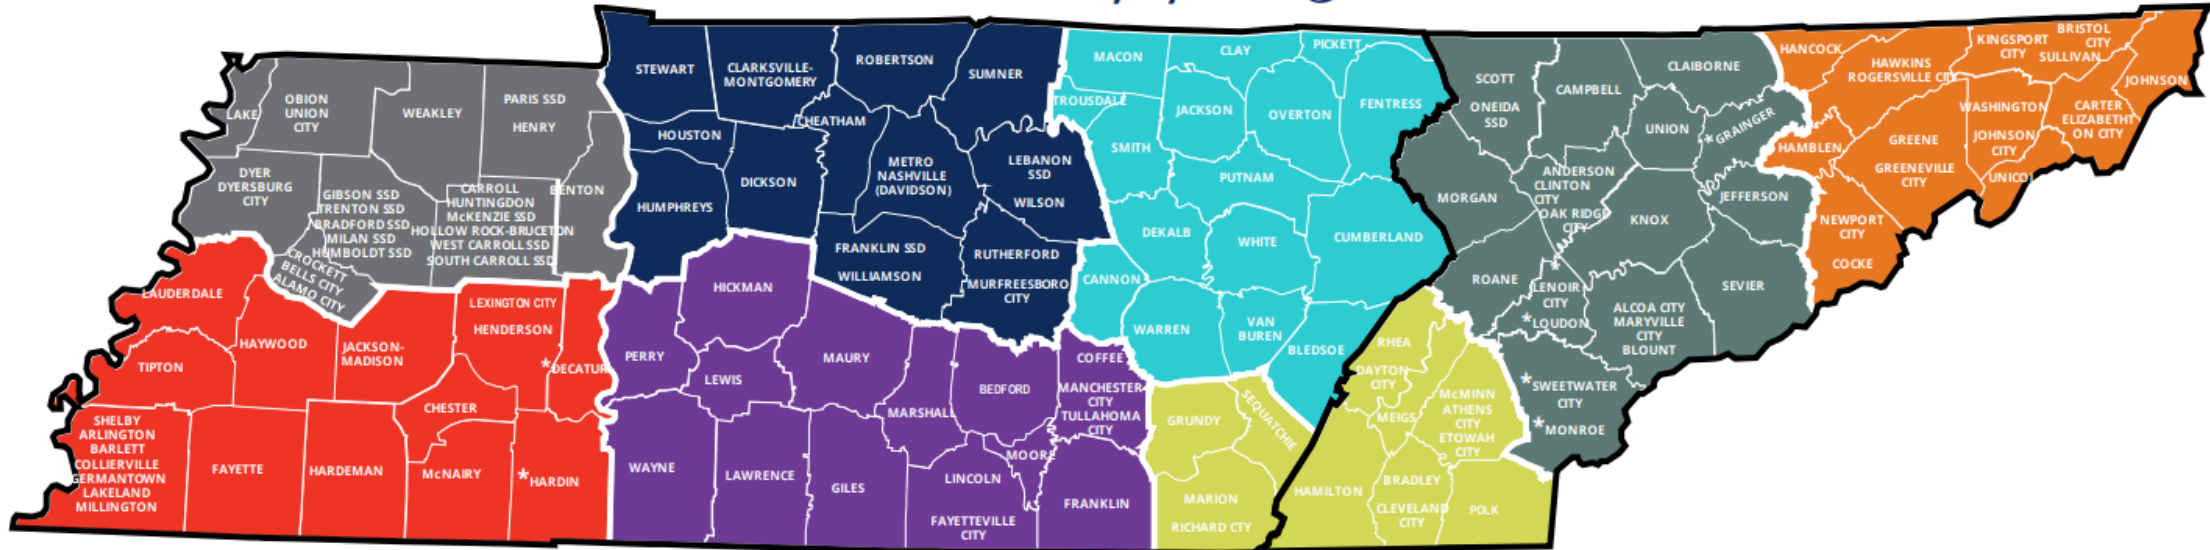 LAKE
OBION
UNION
CITY
WEAKLEY
PARIS SSD
HENRY
DYER
DYERSBURG
CITY
GIBSON SSD
TRENTON SSD
BRADFORD SSD
MILAN SSD
HUMBOLDT SSD
CARROLL
HUNTINGDON
McKENZIE SSD
HOLLOW ROCK-BRUCETON
WEST CARROLL SSD
SOUTH CARROLL SSD
BENTON
CROCKETT
BELLS CITY
ALAMO CITY
LAUDERDALE
HAYWOOD
TIPTON
JACKSON-
MADISON
LEXINGTON CITY
HENDERSON
*DECATUR
CHESTER
SHELBY
ARLINGTON
BARLETT
COLLIERVILLE
GERMANTOWN
LAKELAND
MILLINGTON
FAYETTE
HARDEMAN
McNAIRY
*HARDIN
STEWART
CLARKSVILLE-
MONTGOMERY
ROBERTSON
SUMNER
HOUSTON
CHEATHAM
HUMPHREYS
DICKSON
METRO
NASHVILLE
(DAVIDSON)
LEBANON
SSD
WILSON
FRANKLIN SSD
WILLIAMSON
RUTHERFORD
MURFREESBORO
CITY
HICKMAN
PERRY
LEWIS
MAURY
MARSHALL
BEDFORD
COFFEE
MANCHESTER
CITY
TULLAHOMA
CITY
WAYNE
LAWRENCE
GILES
LINCOLN
FAYETTEVILLE
CITY
MOORE
FRANKLIN
MACON
CLAY
PICKETT
TROUSDALE
JACKSON
OVERTON
FENTRESS
SMITH
PUTNAM
DEKALB
WHITE
CUMBERLAND
CANNON
WARREN
VAN
BUREN
BLEDSOE
GRUNDY
SEQUATCHIE
MARION
RICHARD CTY
RHEA
DAYTON
CITY
MEIGS
McMINN
ATHENS
CITY
ETOWAH
CITY
HAMILTON
BRADLEY
CLEVELAND
CITY
POLK
SCOTT
ONEIDA
SSD
CAMPBELL
CLAIBORNE
UNION
*GRAINGER
MORGAN
ANDERSON
CLINTON
CITY
OAK RIDGE
CITY
KNOX
JEFFERSON
ROANE
*
LENOIR
CITY
*LOUDON
ALCOA CITY
MARYVILLE
CITY
BLOUNT
SEVIER
*SWEETWATER
CITY
*MONROE
HANCOCK
HAWKINS
ROGERSVILLE CITY
KINGSPORT
CITY
BRISTOL
CITY
SULLIVAN
JOHNSON
WASHINGTON
JOHNSON
CITY
CARTER
ELIZABETHT
ON CITY
HAMBLEN
GREENE
GREENEVILLE
CITY
UNICOI
NEWPORT
CITY
COCKE